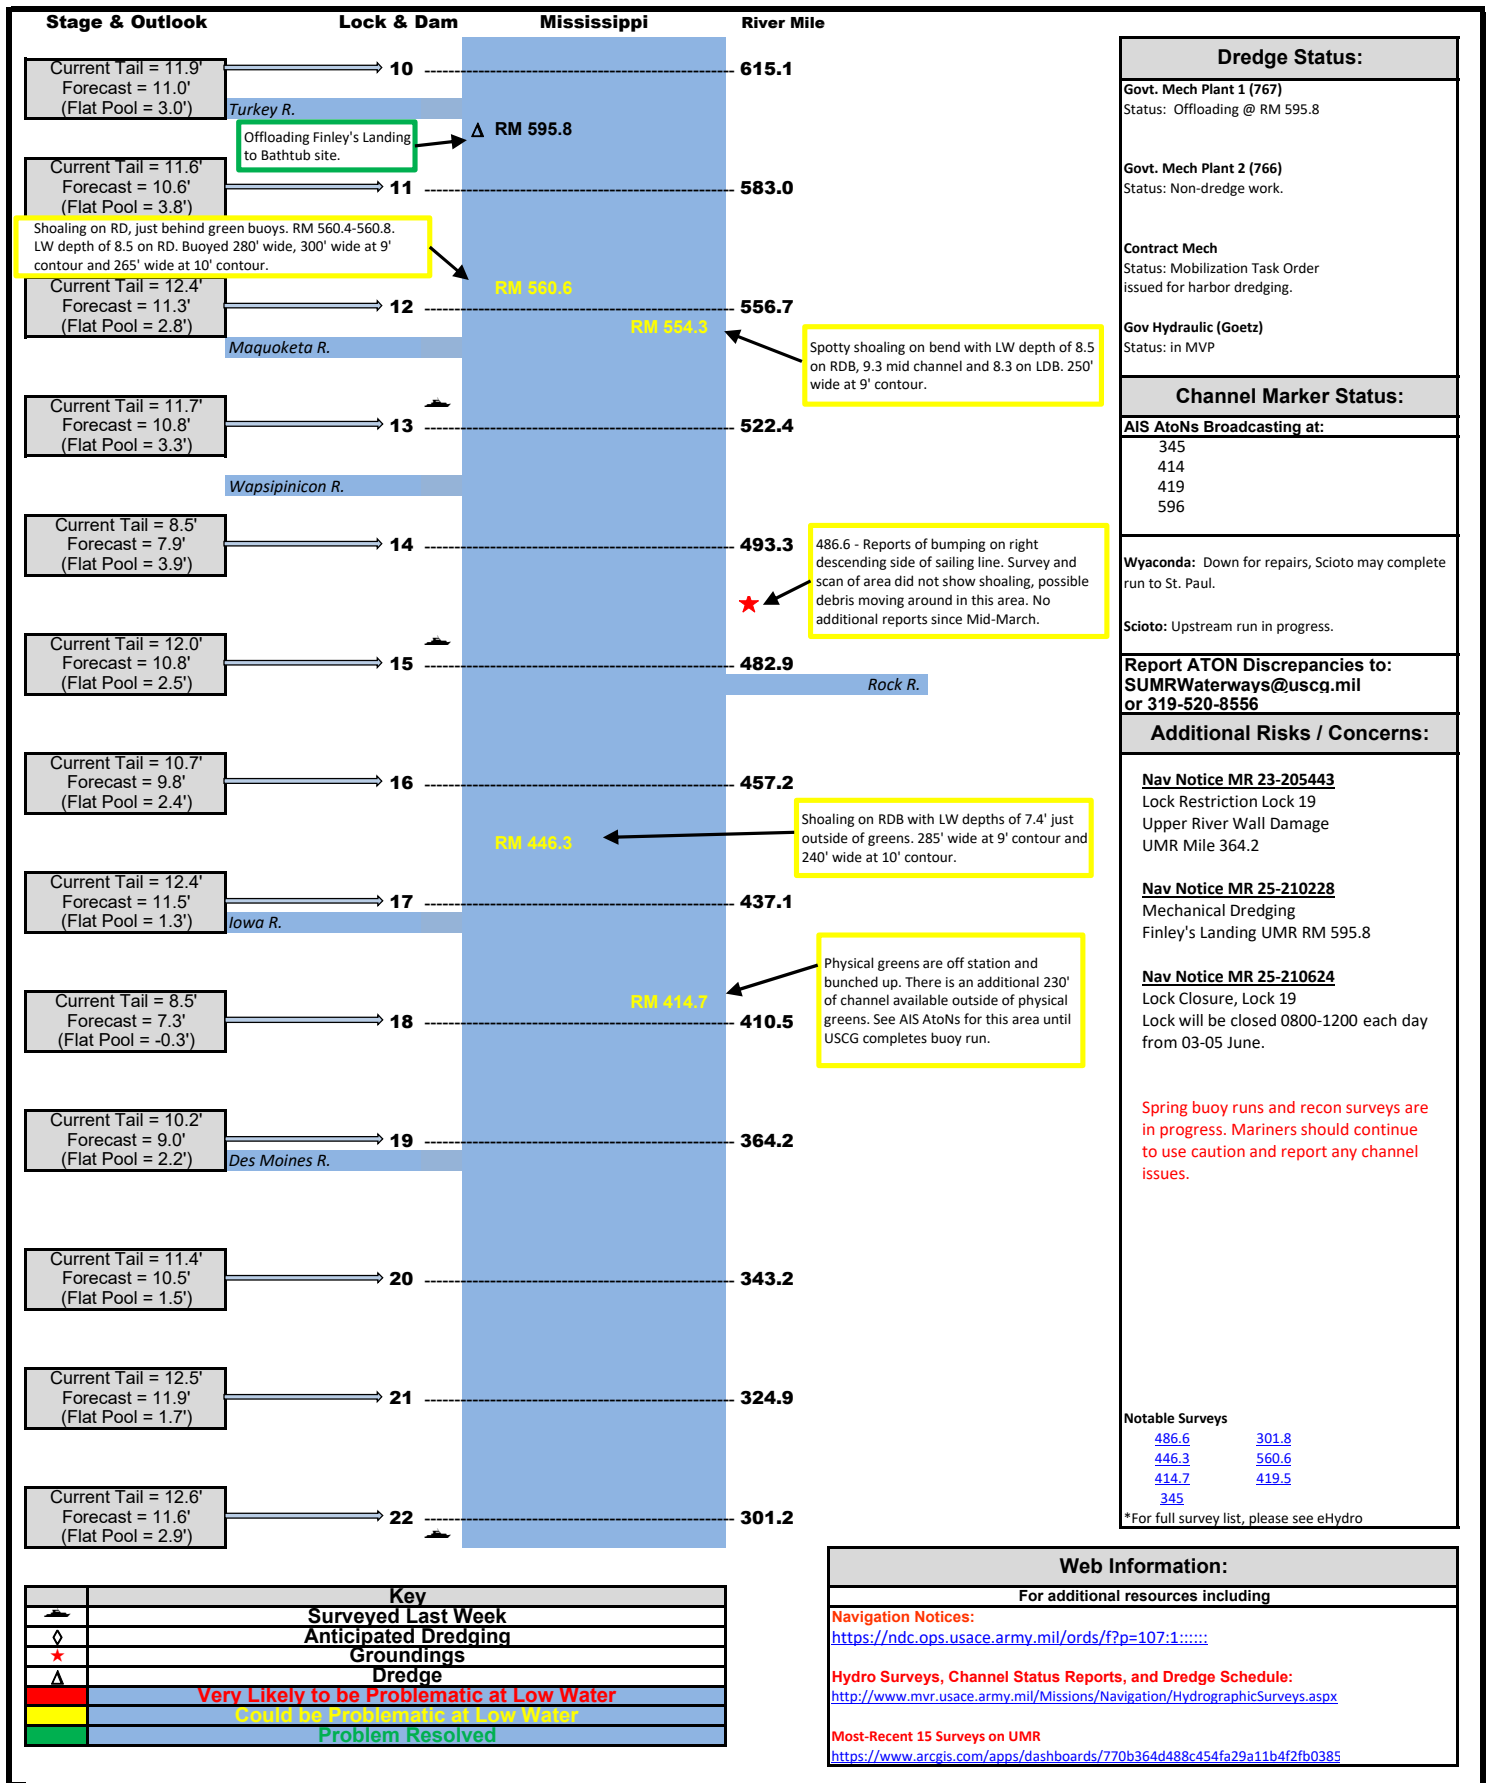 Stage & Outlook
Lock & Dam
Mississippi
River Mile
Current Tail = 11.9'
Forecast = 11.0'
(Flat Pool = 3.0')
10
615.1
Turkey R.
Offloading Finley's Landing
to Bathtub site.
Δ RM 595.8
Current Tail = 11.6'
Forecast = 10.6'
(Flat Pool = 3.8')
11
583.0
Shoaling on RD, just behind green buoys. RM 560.4-560.8.
LW depth of 8.5 on RD. Buoyed 280' wide, 300' wide at 9'
contour and 265' wide at 10' contour.
RM 560.6
Current Tail = 12.4'
Forecast = 11.3'
(Flat Pool = 2.8')
12
556.7
RM 554.3
Maquoketa R.
Spotty shoaling on bend with LW depth of 8.5
on RDB, 9.3 mid channel and 8.3 on LDB. 250'
wide at 9' contour.
Current Tail = 11.7'
Forecast = 10.8'
(Flat Pool = 3.3')
13
522.4
Wapsipinicon R.
Current Tail = 8.5'
Forecast = 7.9'
(Flat Pool = 3.9')
14
493.3
486.6 - Reports of bumping on right
descending side of sailing line. Survey and
scan of area did not show shoaling, possible
debris moving around in this area. No
additional reports since Mid-March.
Current Tail = 12.0'
Forecast = 10.8'
(Flat Pool = 2.5')
15
482.9
Rock R.
Current Tail = 10.7'
Forecast = 9.8'
(Flat Pool = 2.4')
16
457.2
Shoaling on RDB with LW depths of 7.4' just
outside of greens. 285' wide at 9' contour and
240' wide at 10' contour.
RM 446.3
Current Tail = 12.4'
Forecast = 11.5'
(Flat Pool = 1.3')
17
437.1
Iowa R.
Physical greens are off station and
bunched up. There is an additional 230'
of channel available outside of physical
greens. See AIS AtoNs for this area until
USCG completes buoy run.
RM 414.7
Current Tail = 8.5'
Forecast = 7.3'
(Flat Pool = -0.3')
18
410.5
Current Tail = 10.2'
Forecast = 9.0'
(Flat Pool = 2.2')
19
364.2
Des Moines R.
Current Tail = 11.4'
Forecast = 10.5'
(Flat Pool = 1.5')
20
343.2
Current Tail = 12.5'
Forecast = 11.9'
(Flat Pool = 1.7')
21
324.9
Current Tail = 12.6'
Forecast = 11.6'
(Flat Pool = 2.9')
22
301.2
Dredge Status:
Govt. Mech Plant 1 (767)
Status: Offloading @ RM 595.8
Govt. Mech Plant 2 (766)
Status: Non-dredge work.
Contract Mech
Status: Mobilization Task Order
issued for harbor dredging.
Gov Hydraulic (Goetz)
Status: in MVP
Channel Marker Status:
AIS AtoNs Broadcasting at:
345
414
419
596
Wyaconda: Down for repairs, Scioto may complete
run to St. Paul.
Scioto: Upstream run in progress.
Report ATON Discrepancies to:
SUMRWaterways@uscg.mil
or 319-520-8556
Additional Risks / Concerns:
Nav Notice MR 23-205443
Lock Restriction Lock 19
Upper River Wall Damage
UMR Mile 364.2
Nav Notice MR 25-210228
Mechanical Dredging
Finley's Landing UMR RM 595.8
Nav Notice MR 25-210624
Lock Closure, Lock 19
Lock will be closed 0800-1200 each day
from 03-05 June.
Spring buoy runs and recon surveys are
in progress. Mariners should continue
to use caution and report any channel
issues.
Notable Surveys
486.6 301.8
446.3 560.6
414.7 419.5
345
*For full survey list, please see eHydro
Key
Surveyed Last Week
◊ Anticipated Dredging
★ Groundings
Δ Dredge
Very Likely to be Problematic at Low Water
Could be Problematic at Low Water
Problem Resolved
Web Information:
For additional resources including
Navigation Notices:
https://ndc.ops.usace.army.mil/ords/f?p=107:1::::::
Hydro Surveys, Channel Status Reports, and Dredge Schedule:
http://www.mvr.usace.army.mil/Missions/Navigation/HydrographicSurveys.aspx
Most-Recent 15 Surveys on UMR
https://www.arcgis.com/apps/dashboards/770b364d488c454fa29a11b4f2fb0385